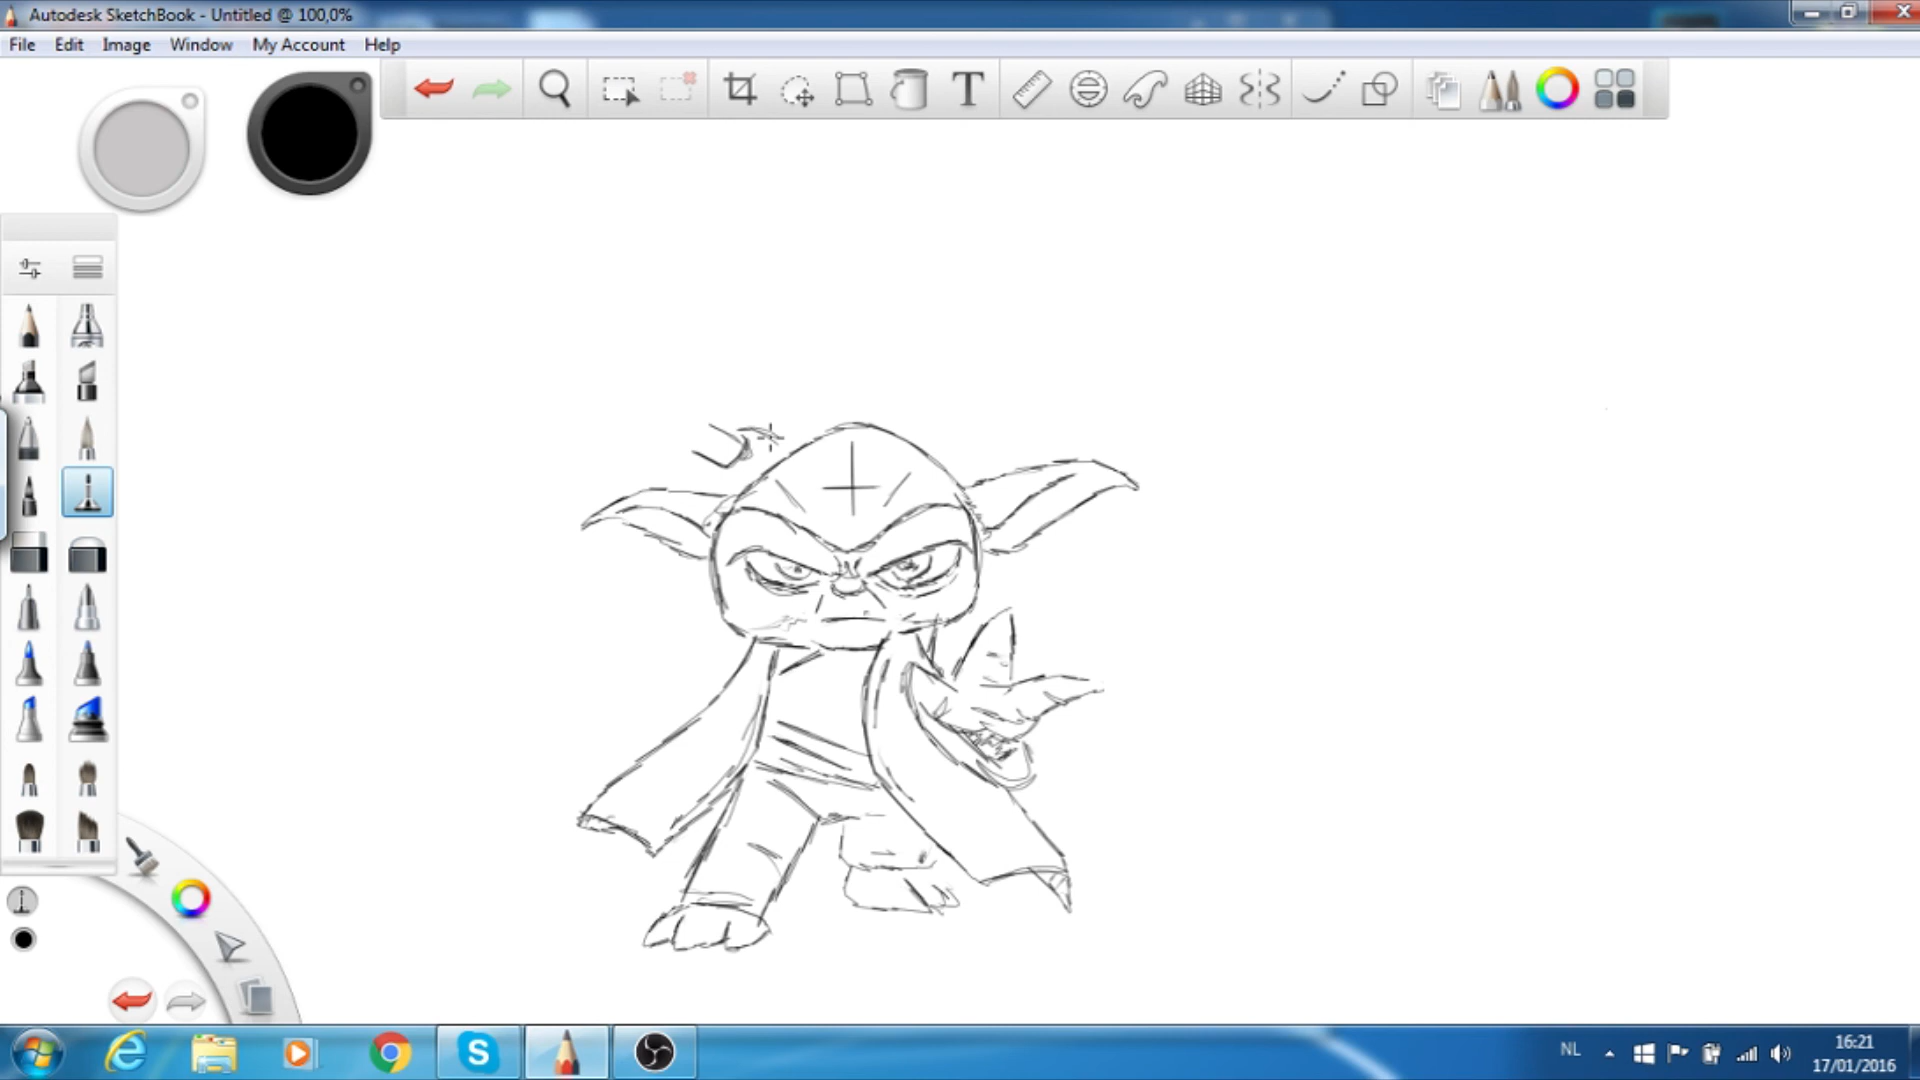 Autodesk SketchBook - Untitled @ 100,0%
File Edit Image Window My Account Help
T
S
NL
16:21
17/01/2016